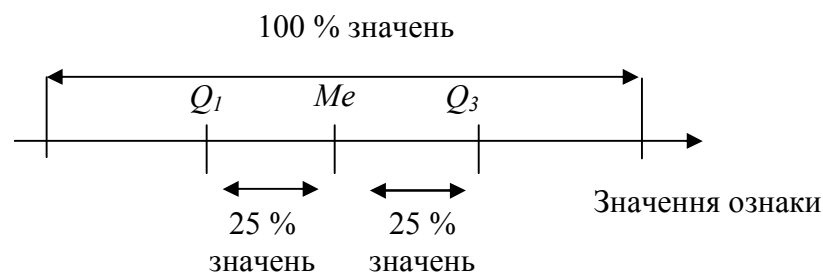 100 % значень
Q1 Me Q3
Значення ознаки
25 % 25 %
значень значень